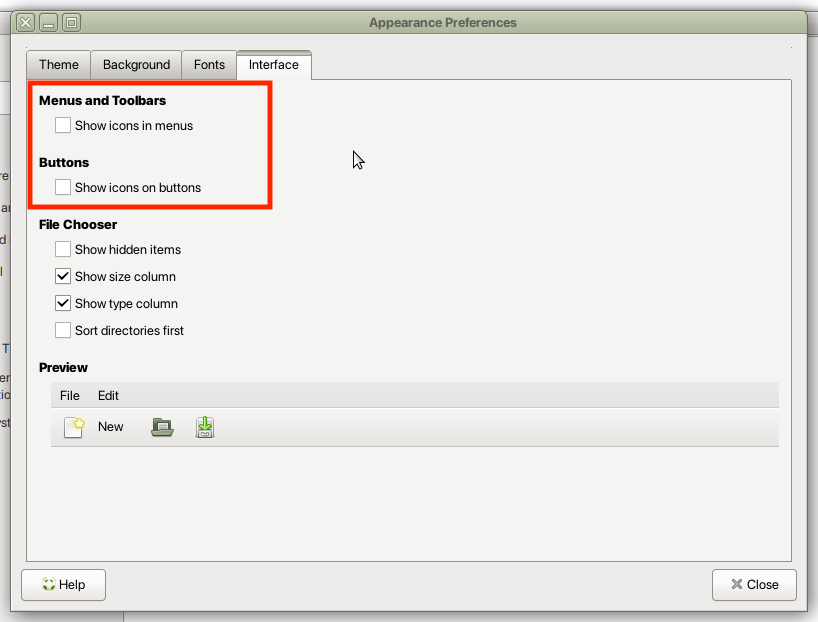 Appearance Preferences
Theme Background Fonts Interface
Menus and Toolbars
Show icons in menus
Buttons
Show icons on buttons
File Chooser
Show hidden items
Show size column
Show type column
Sort directories first
Preview
File Edit
New
Help Close